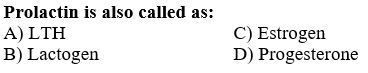 Prolactin is also called as:
A) LTH C) Estrogen
B) Lactogen D) Progesterone